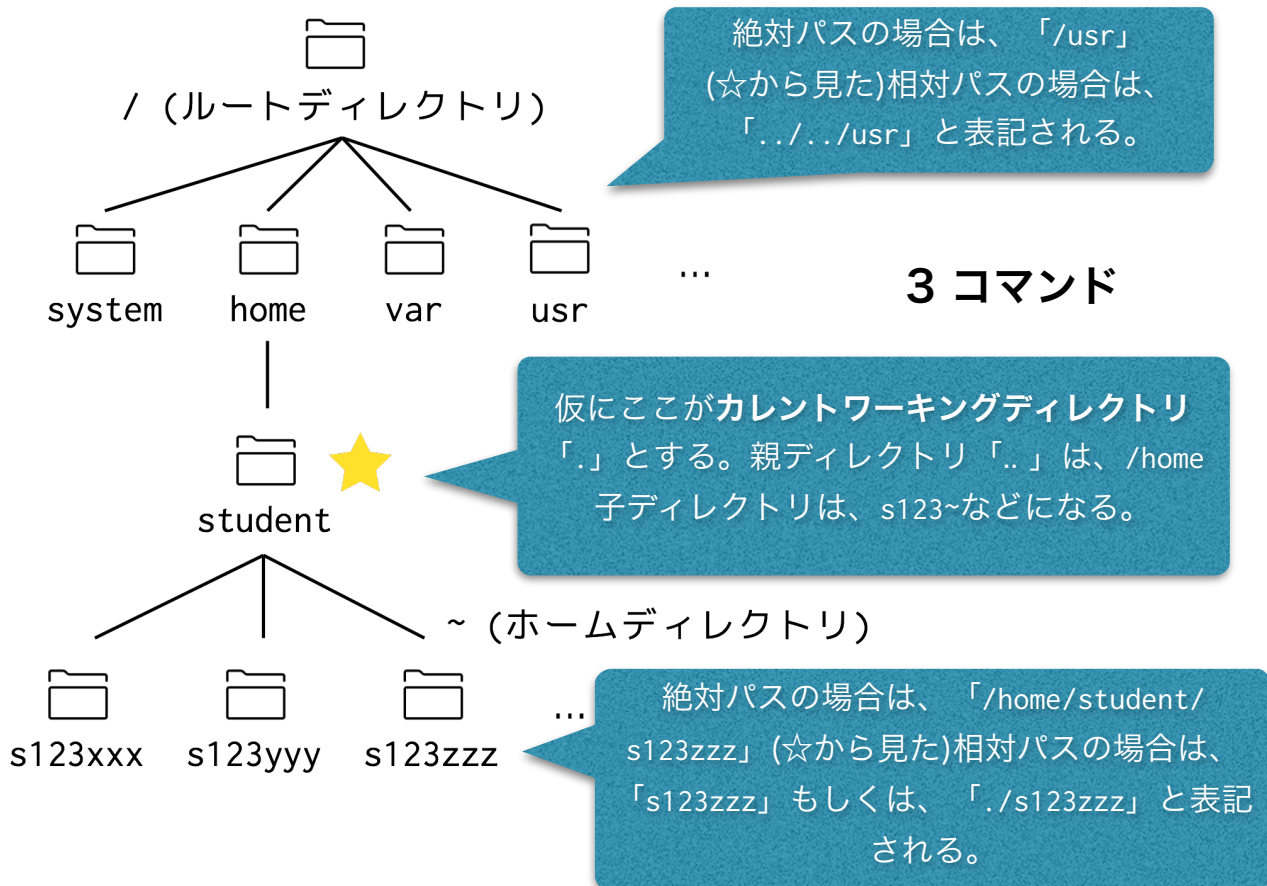 絶対パスの場合は、「/usr」
(☆から見た)相対パスの場合は、
「../../usr」と表記される。
/ (ルートディレクトリ)
system
home
var
usr
...
3 コマンド
仮にここがカレントワーキングディレクトリ
「.」とする。親ディレクトリ「.. 」は、/home
子ディレクトリは、s123~などになる。
student
~ (ホームディレクトリ)
s123xxx
s123yyy
s123zzz
...
絶対パスの場合は、「/home/student/
s123zzz」(☆から見た)相対パスの場合は、
「s123zzz」もしくは、「./s123zzz」と表記
される。